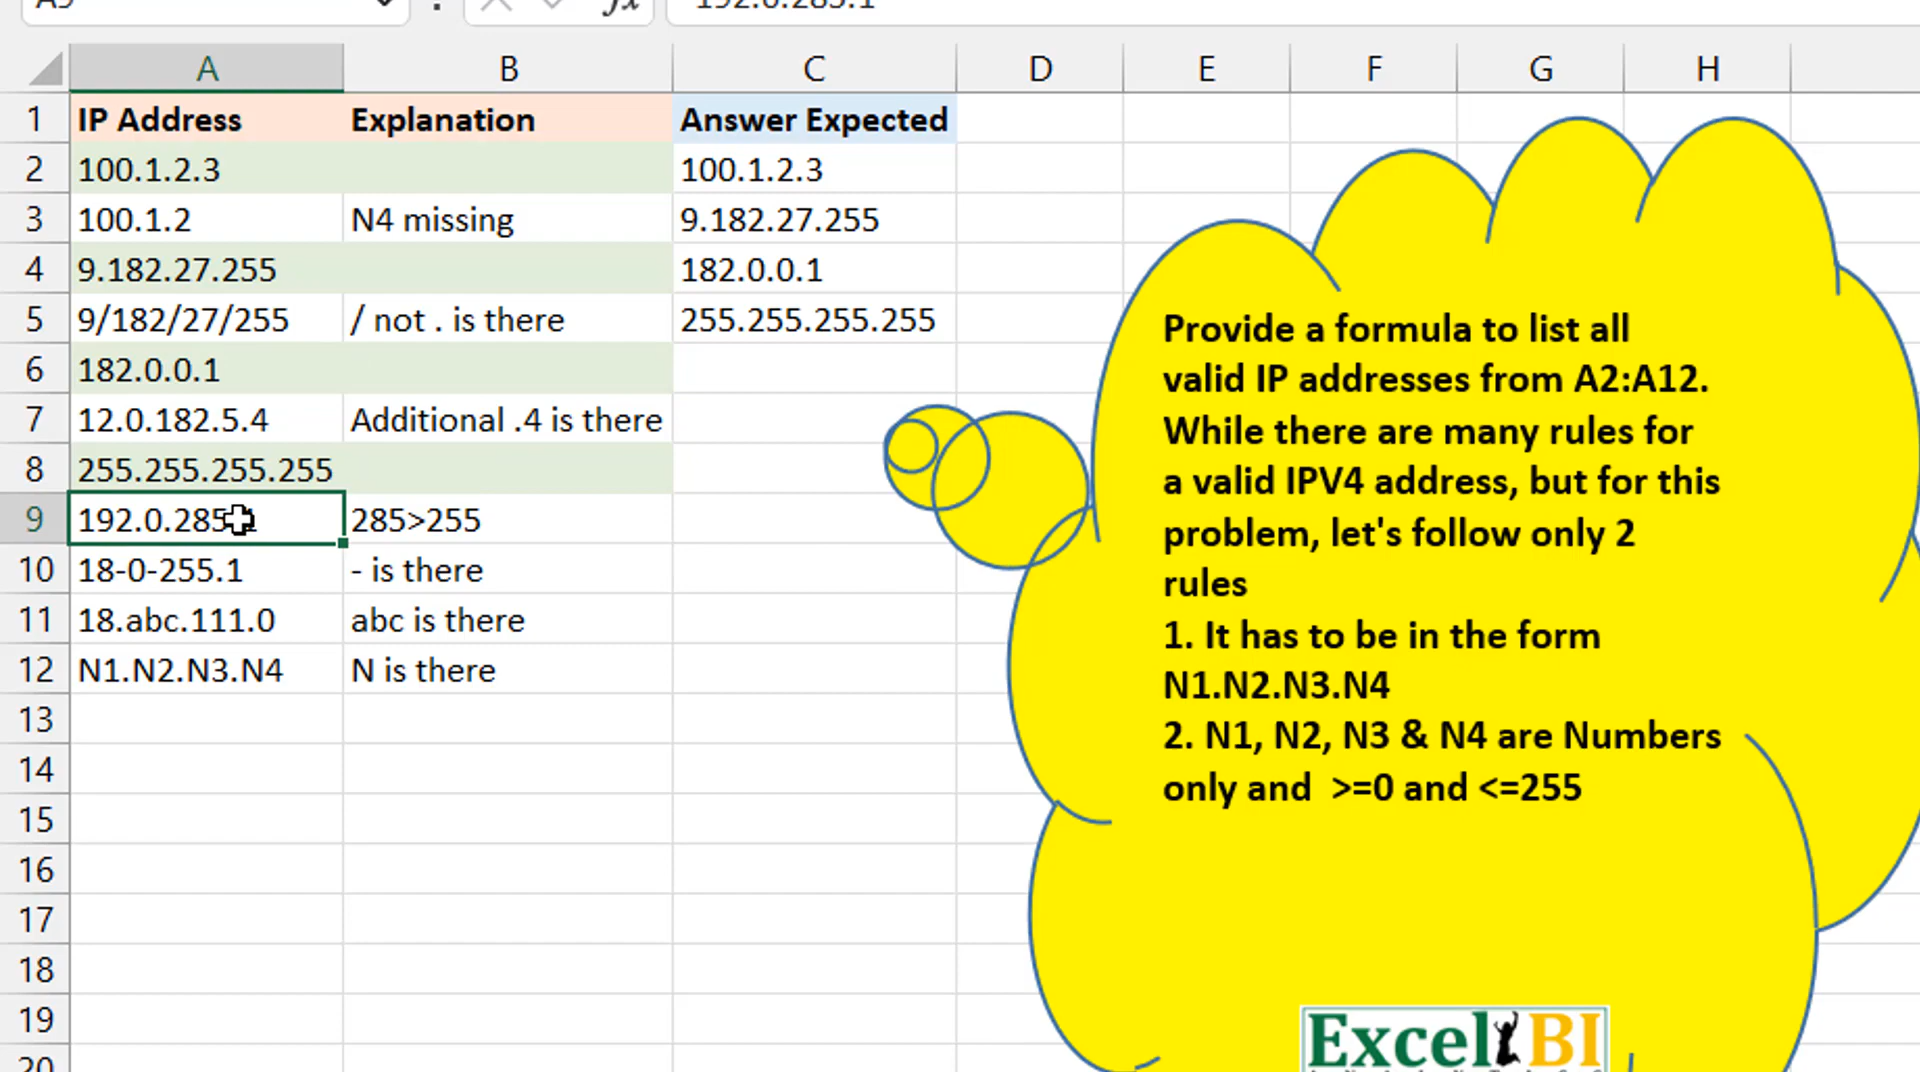 fx
A B C D E F G H
1 IP Address Explanation Answer Expected
2 100.1.2.3 100.1.2.3
3 100.1.2 N4 missing 9.182.27.255
4 9.182.27.255 182.0.0.1
5 9/182/27/255 / not . is there 255.255.255.255
6 182.0.0.1
7 12.0.182.5.4 Additional .4 is there
8 255.255.255.255
9 192.0.285.1 285>255
10 18-0-255.1 - is there
11 18.abc.111.0 abc is there
12 N1.N2.N3.N4 N is there
13
14
15
16
17
18
19
20
Provide a formula to list all
valid IP addresses from A2:A12.
While there are many rules for
a valid IPV4 address, but for this
problem, let's follow only 2
rules
1. It has to be in the form
N1.N2.N3.N4
2. N1, N2, N3 & N4 are Numbers
only and >=0 and <=255
Excel BI